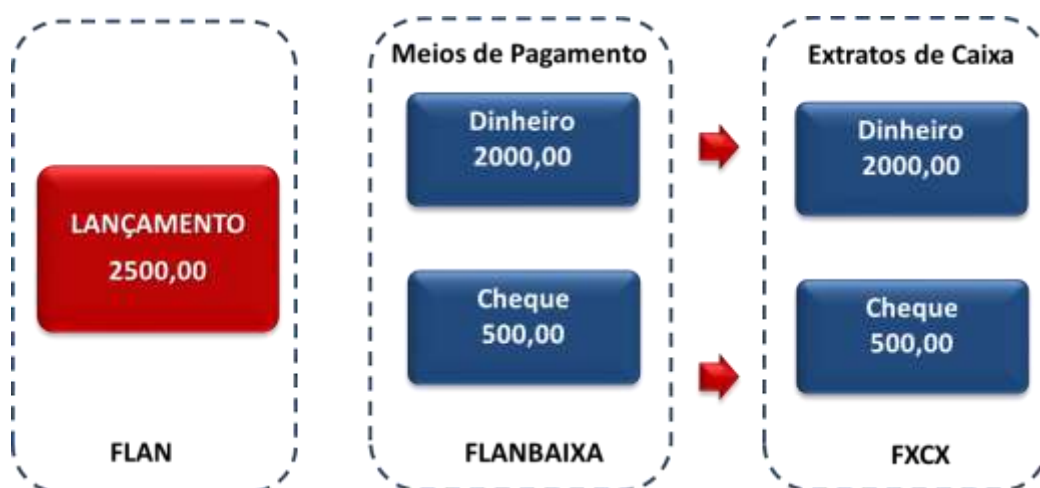 LANÇAMENTO
2500,00
FLAN
Meios de Pagamento
Dinheiro
2000,00
Cheque
500,00
FLANBAIXA
Extratos de Caixa
Dinheiro
2000,00
Cheque
500,00
FXCX